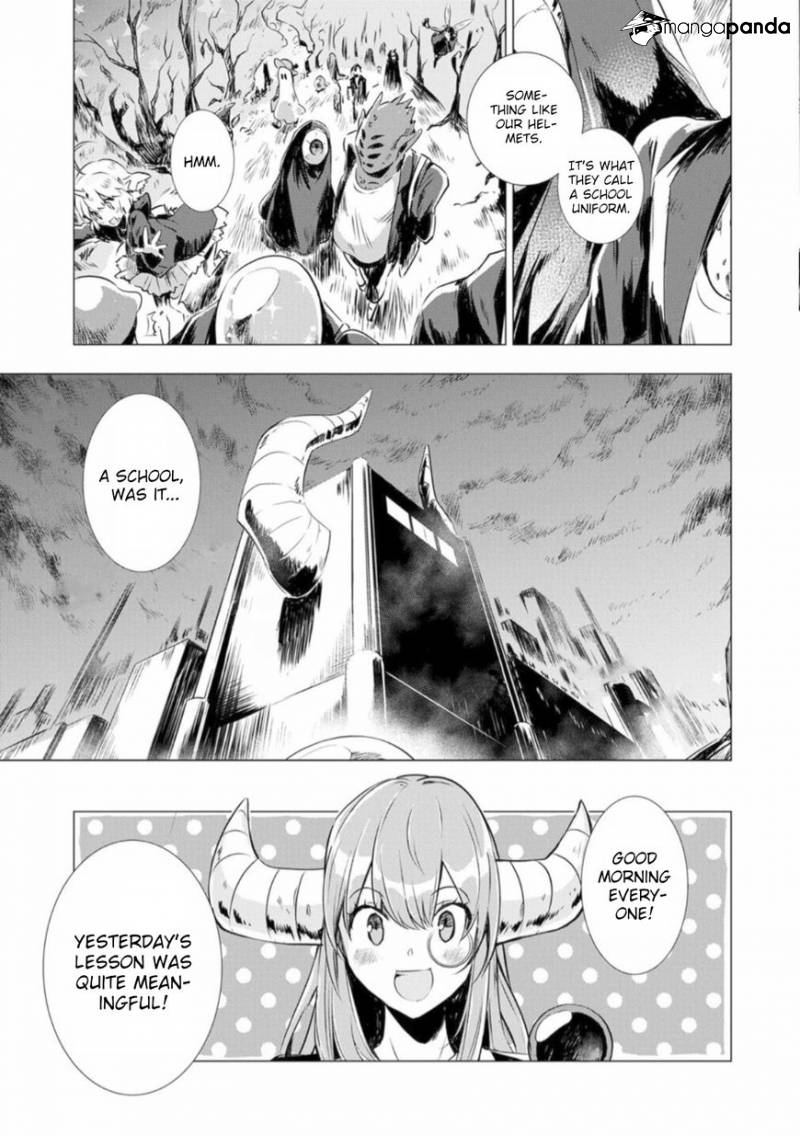 mangapanda
IT'S WHAT
THEY CALL
A SCHOOL
UNIFORM.
SOME-
THING LIKE
OUR HEL-
METS.
HMM.
A SCHOOL,
WAS IT...
GOOD
MORNING
EVERY-
ONE!
YESTERDAY'S
LESSON WAS
QUITE MEAN-
INGFUL!